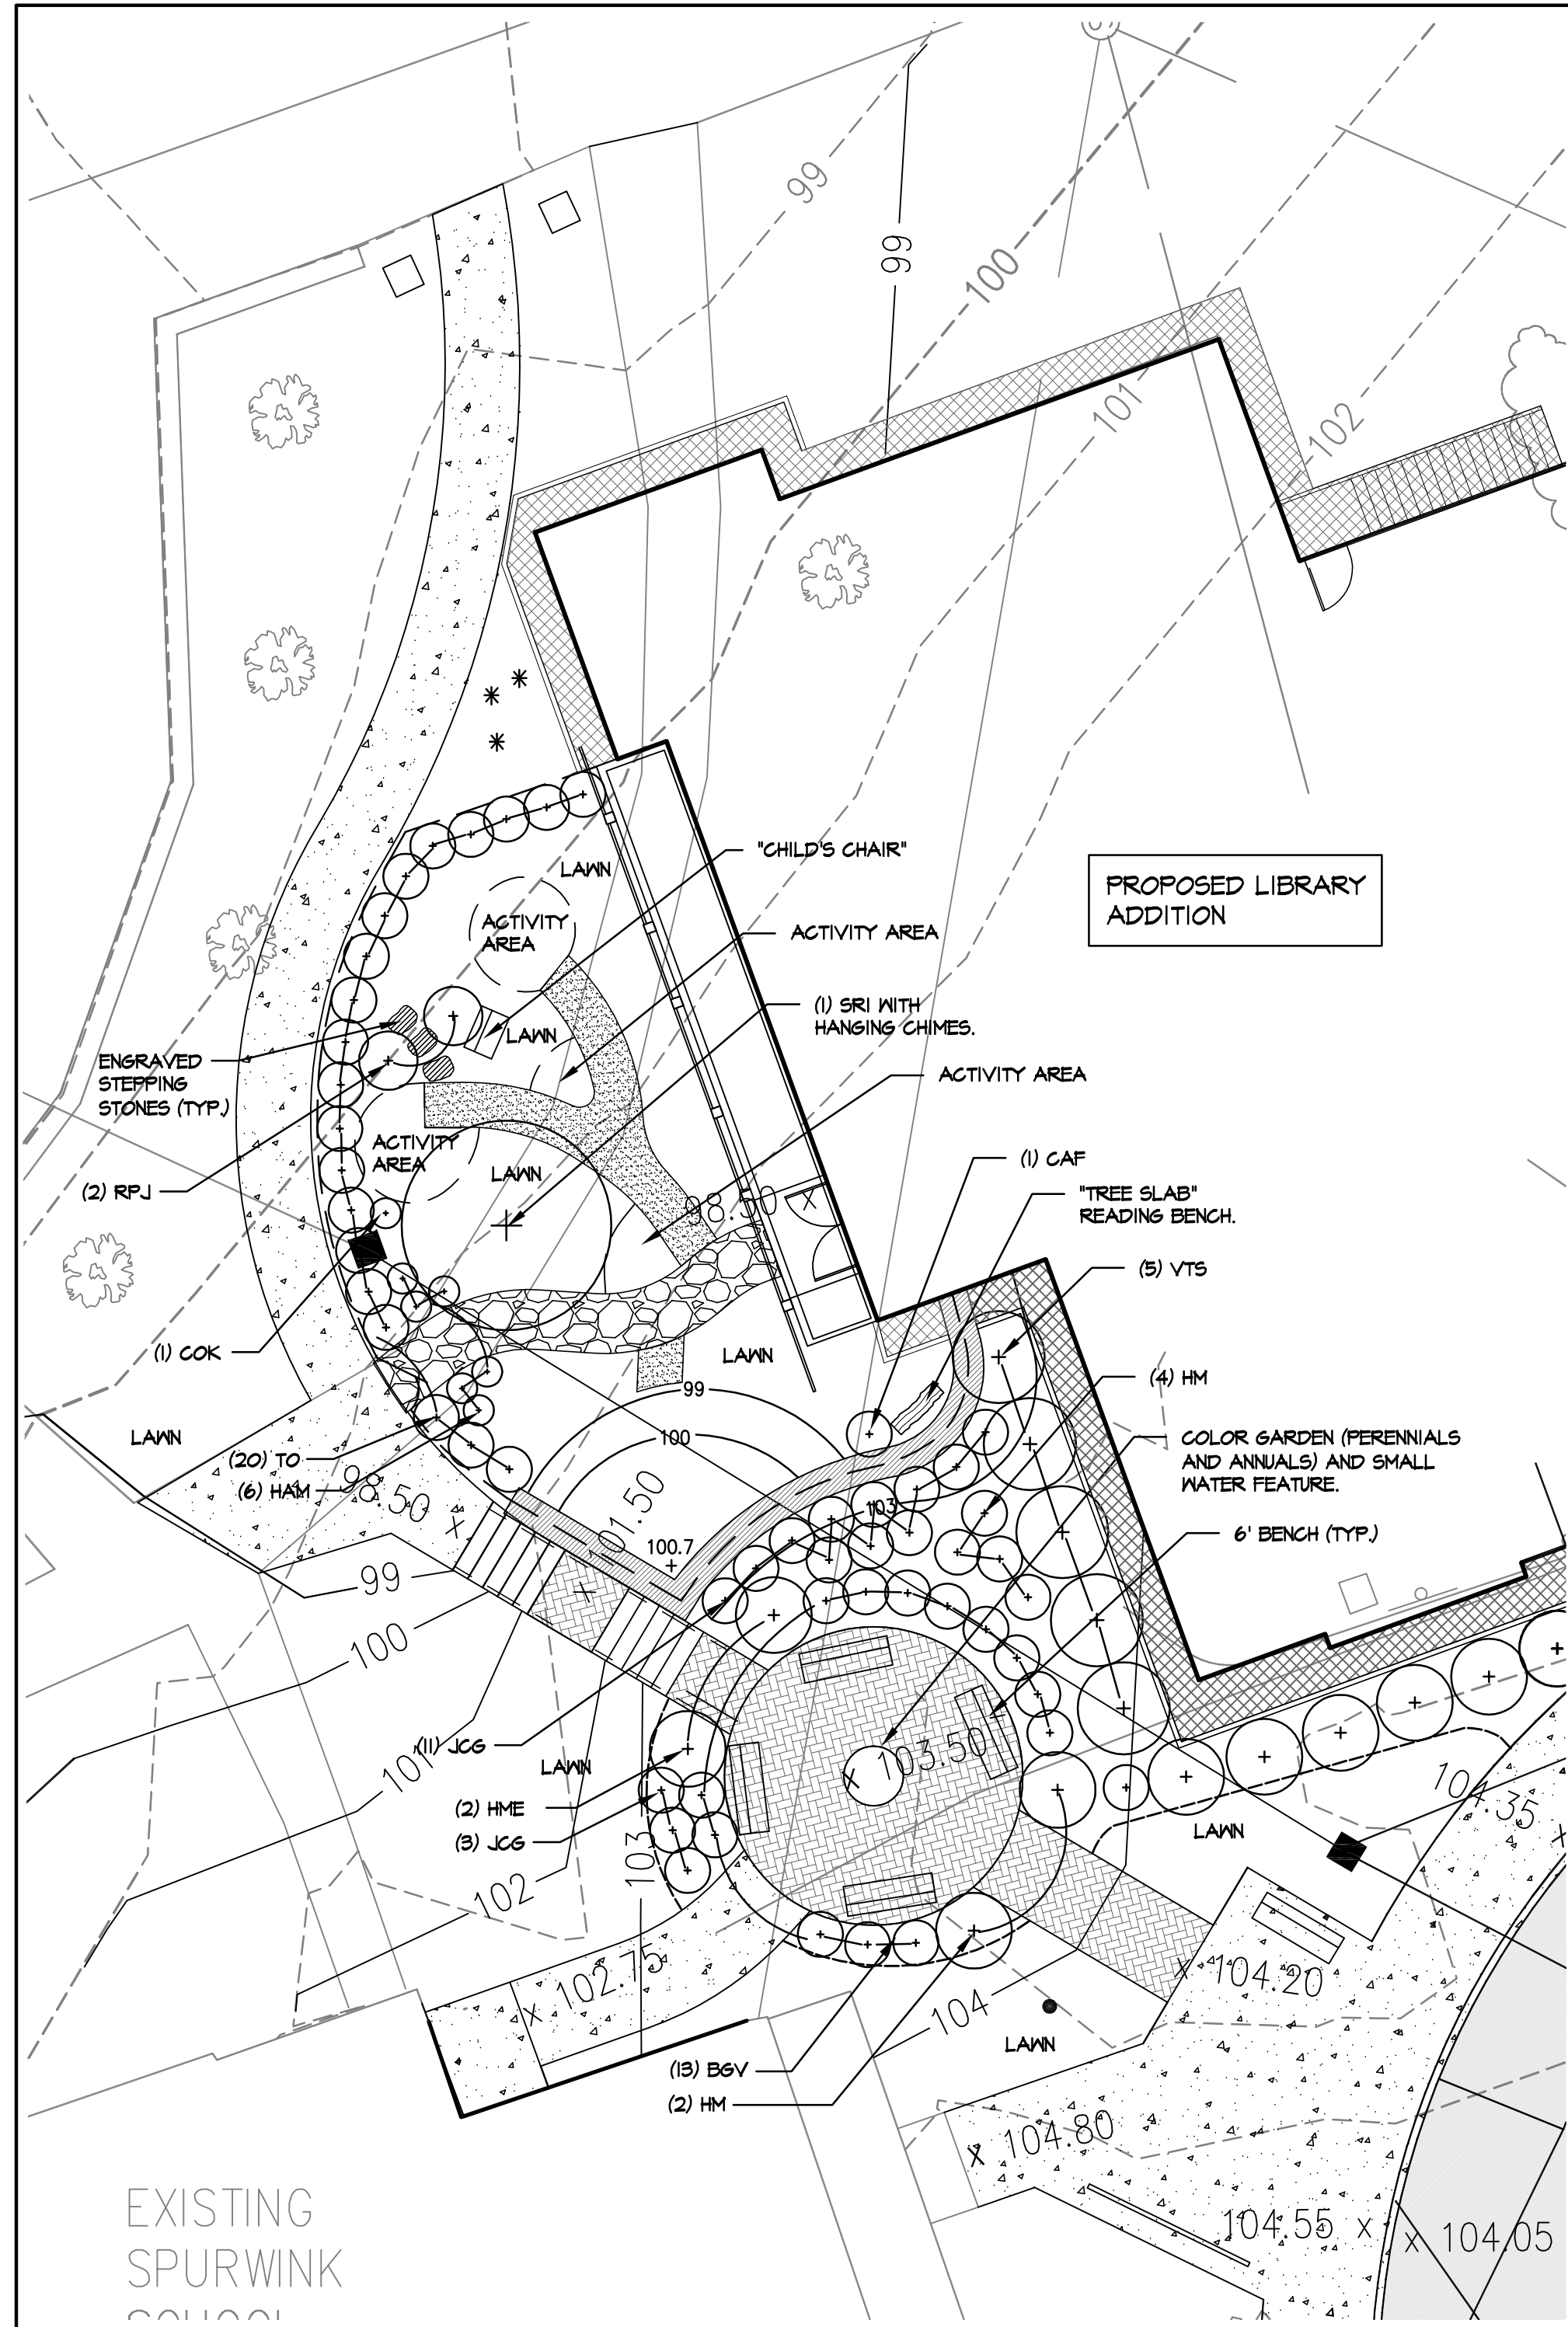 99
99
100
101
102
"CHILD'S CHAIR"
LAWN
PROPOSED LIBRARY
ADDITION
ACTIVITY
AREA
ACTIVITY AREA
(1) SRI WITH
HANGING CHIMES.
LAWN
ENGRAVED
STEPPING
STONES (TYP.)
ACTIVITY AREA
ACTIVITY
AREA
LAWN
(1) CAF
(2) RPJ
98.50 X
"TREE SLAB"
READING BENCH.
(5) VTS
(1) COK
LAWN
(4) HM
99
LAWN
COLOR GARDEN (PERENNIALS
AND ANNUALS) AND SMALL
WATER FEATURE.
100
(20) TO
(6) HAM
98.50 x
101.50
103
6' BENCH (TYP.)
100.7
99
100
(11) JCG
101
LAWN
x 103.50
(2) HME
104.35
x
(3) JCG
LAWN
103
102
x 102.75
x 104.20
104
LAWN
(13) BGV
(2) HM
x 104.80
104.55 x
x 104.05
EXISTING
SPURWINK
SCHOOL